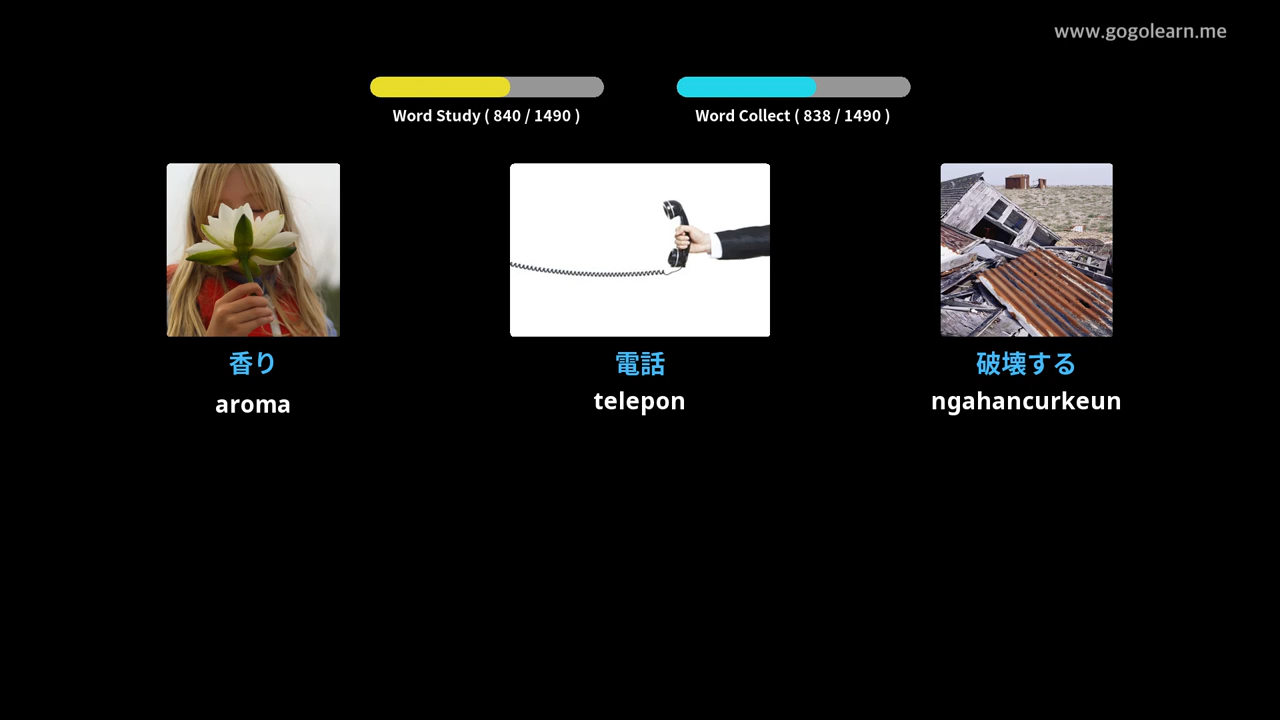 www.gogolearn.me
Word Study ( 840 / 1490 )
Word Collect ( 838 / 1490 )
香り
aroma
電話
telepon
破壊する
ngahancurkeun